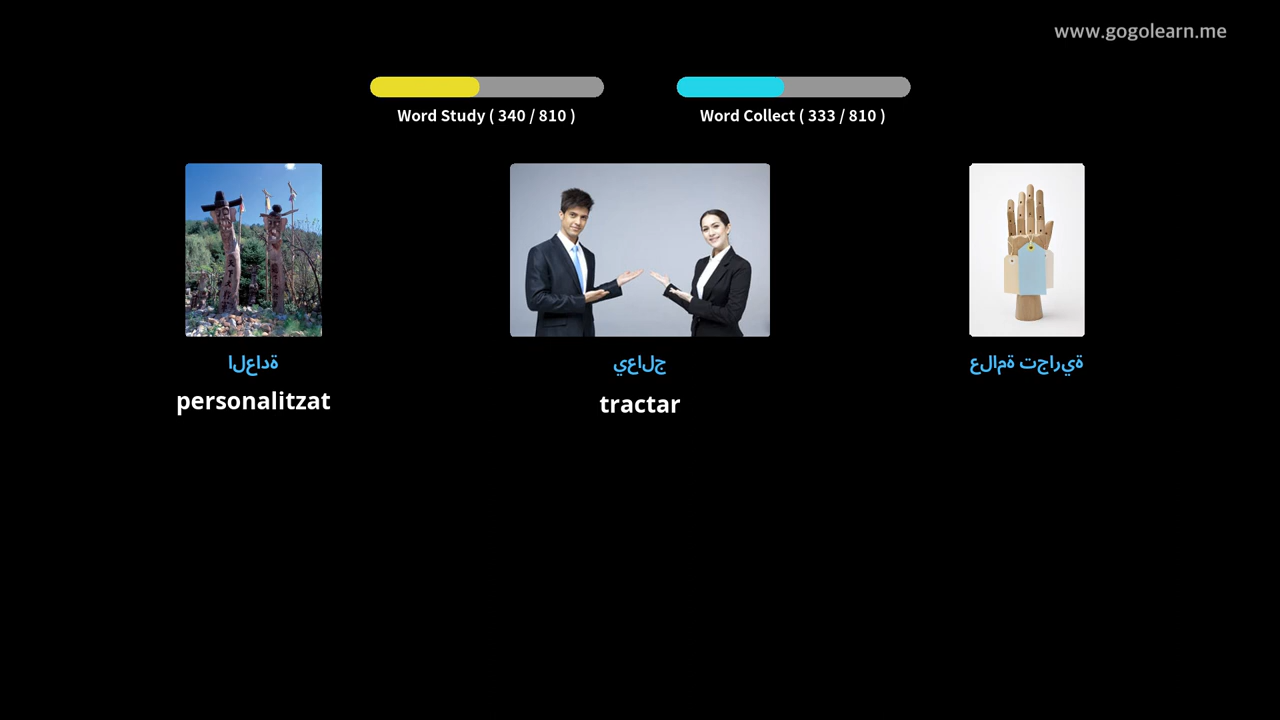 www.gogolearn.me
Word Study ( 340 / 810 )
Word Collect ( 333 / 810 )
العادة
يعالج
علامة تجارية
personalitzat
tractar